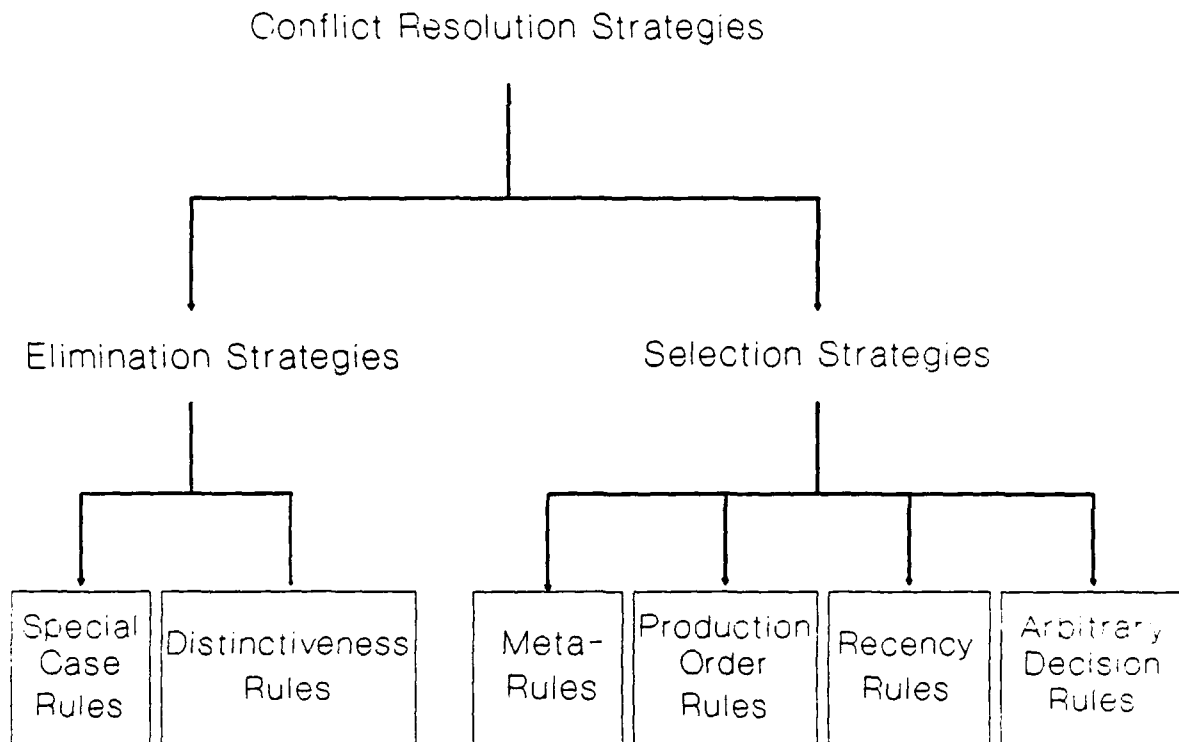 Conflict Resolution Strategies
Elimination Strategies
Selection Strategies
Special
Case
Rules
Distinctiveness
Rules
Meta-
Rules
Production
Order
Rules
Recency
Rules
Arbitrary
Decision
Rules